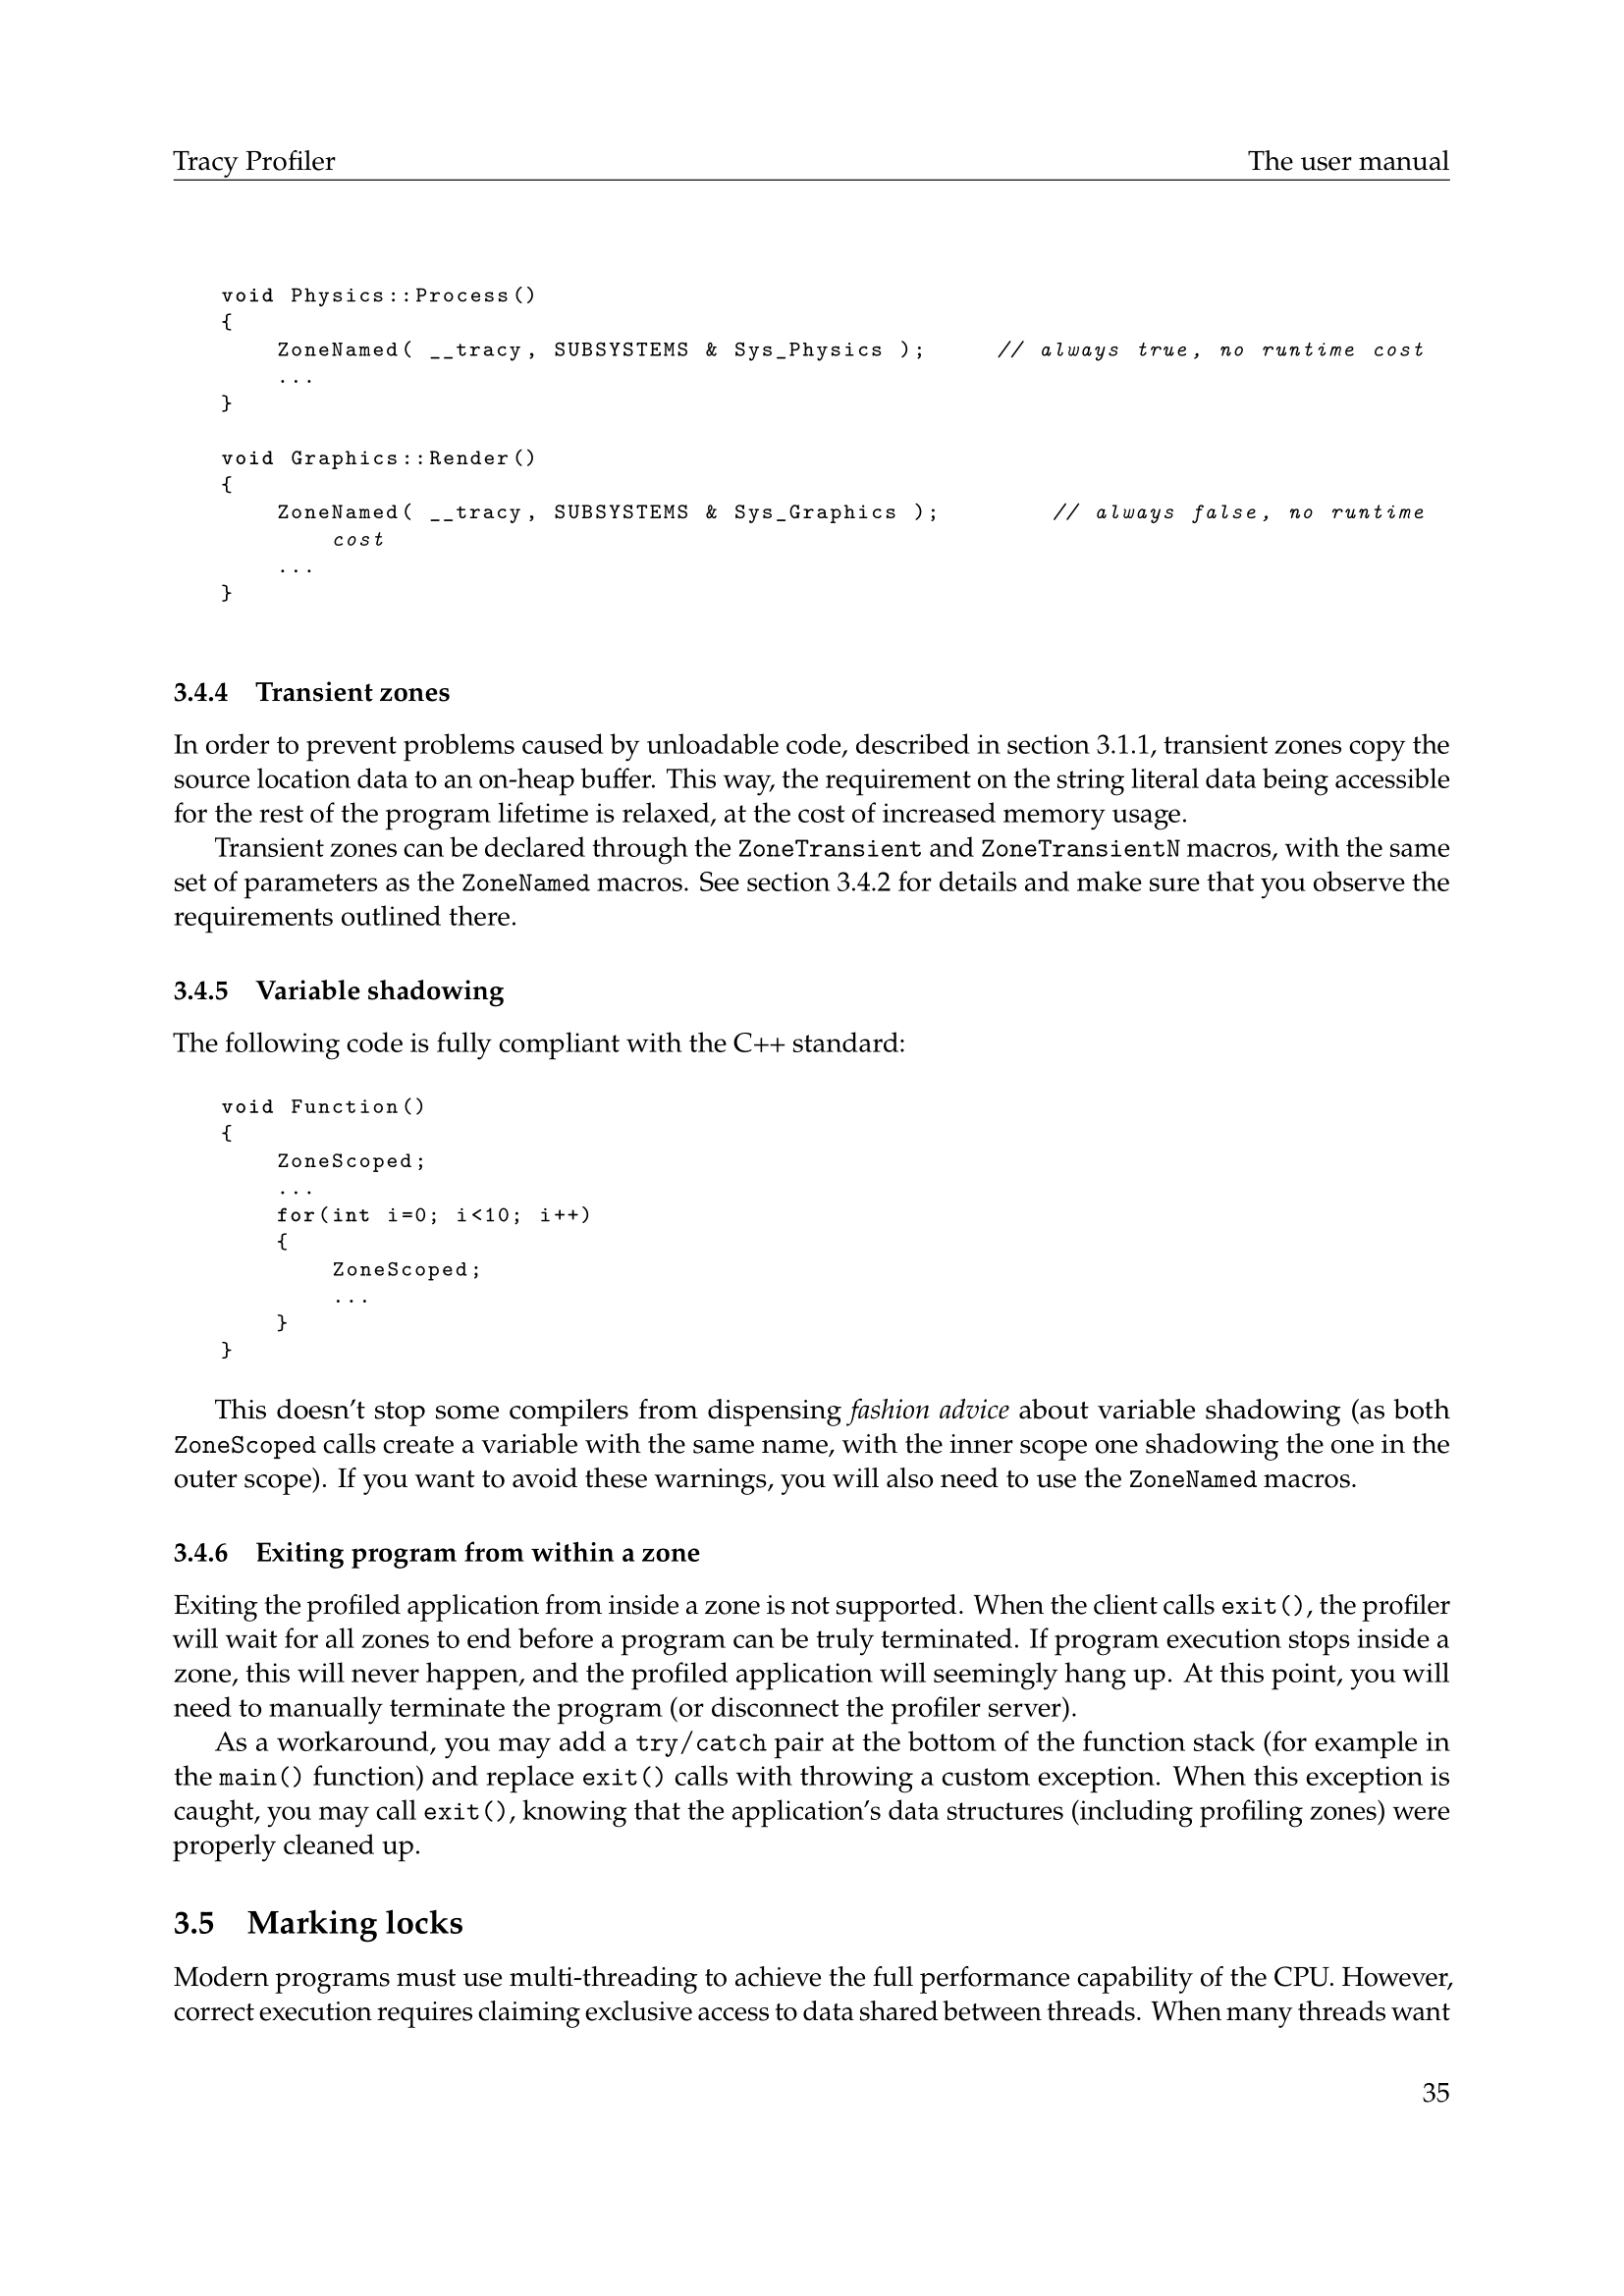 Tracy Profiler The user manual
void Physics::Process()
{
    ZoneNamed( __tracy, SUBSYSTEMS & Sys_Physics );     // always true, no runtime cost
    ...
}
void Graphics::Render()
{
    ZoneNamed( __tracy, SUBSYSTEMS & Sys_Graphics );        // always false, no runtime
        cost
    ...
}
3.4.4 Transient zones
In order to prevent problems caused by unloadable code, described in section 3.1.1, transient zones copy the
source location data to an on-heap buffer. This way, the requirement on the string literal data being accessible
for the rest of the program lifetime is relaxed, at the cost of increased memory usage.
Transient zones can be declared through the ZoneTransient and ZoneTransientN macros, with the same
set of parameters as the ZoneNamed macros. See section 3.4.2 for details and make sure that you observe the
requirements outlined there.
3.4.5 Variable shadowing
The following code is fully compliant with the C++ standard:
void Function()
{
    ZoneScoped;
    ...
    for(int i=0; i<10; i++)
    {
        ZoneScoped;
        ...
    }
}
This doesn't stop some compilers from dispensing fashion advice about variable shadowing (as both
ZoneScoped calls create a variable with the same name, with the inner scope one shadowing the one in the
outer scope). If you want to avoid these warnings, you will also need to use the ZoneNamed macros.
3.4.6 Exiting program from within a zone
Exiting the profiled application from inside a zone is not supported. When the client calls exit(), the profiler
will wait for all zones to end before a program can be truly terminated. If program execution stops inside a
zone, this will never happen, and the profiled application will seemingly hang up. At this point, you will
need to manually terminate the program (or disconnect the profiler server).
As a workaround, you may add a try/catch pair at the bottom of the function stack (for example in
the main() function) and replace exit() calls with throwing a custom exception. When this exception is
caught, you may call exit(), knowing that the application's data structures (including profiling zones) were
properly cleaned up.
3.5 Marking locks
Modern programs must use multi-threading to achieve the full performance capability of the CPU. However,
correct execution requires claiming exclusive access to data shared between threads. When many threads want
35